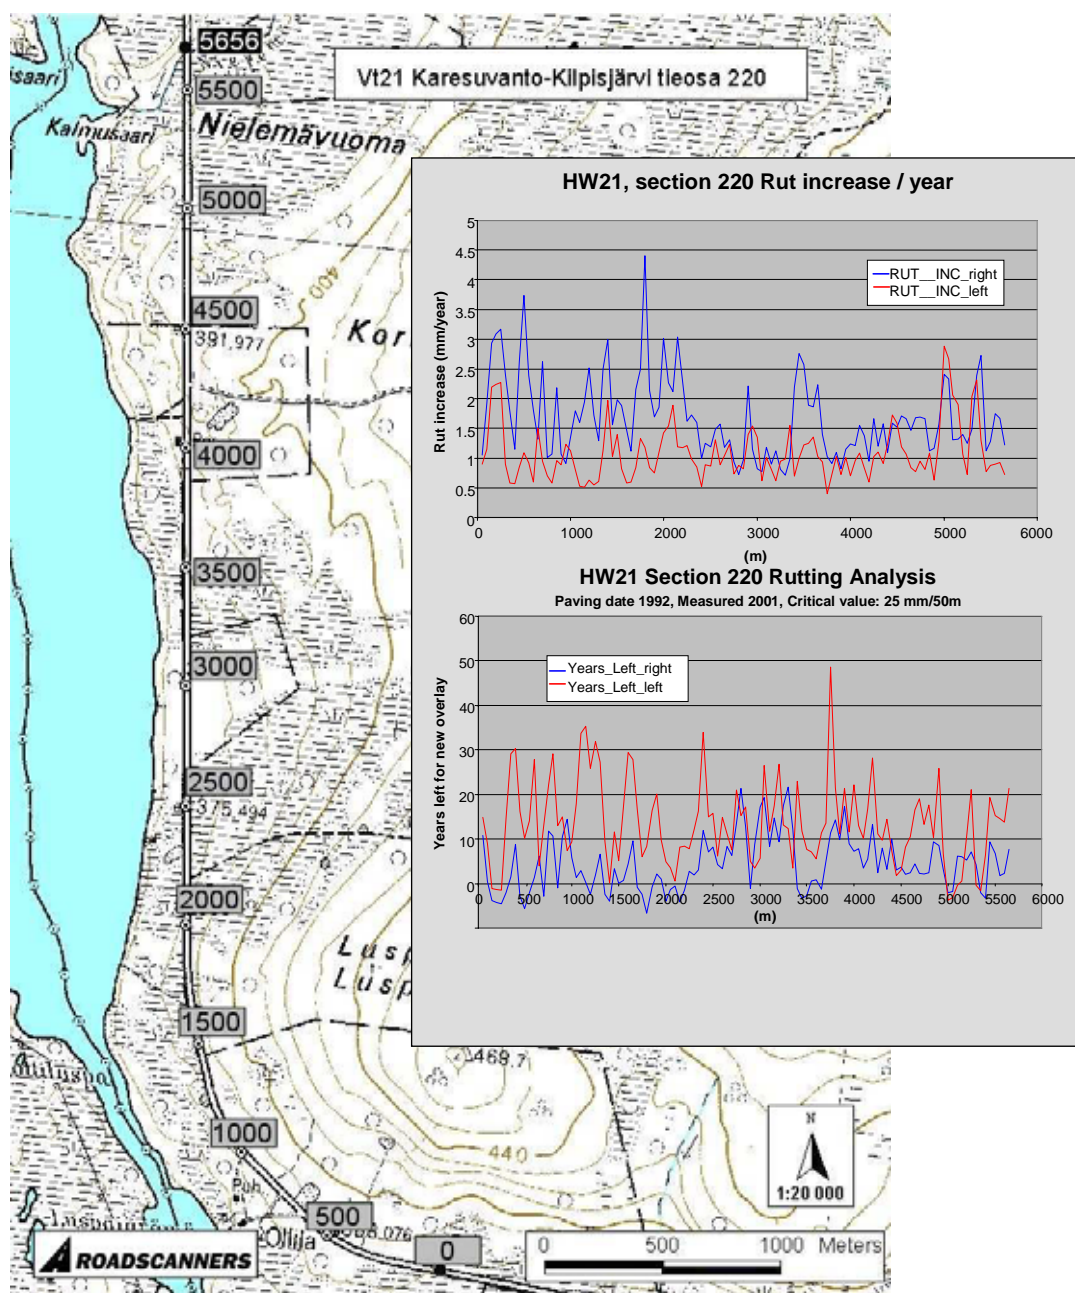 5656
Vt21 Karesuvanto-Kilpisjärvi tieosa 220
5500
Kalmusaari
Nielemävuoma
5000
HW21, section 220 Rut increase / year
5
4.5
4
3.5
3
2.5
2
1.5
1
0.5
0
Rut increase (mm/year)
RUT__INC_right
RUT__INC_left
0 1000 2000 3000 4000 5000 6000
(m)
400
4500
391,977
Kor
4000
3500
3000
2500
375,494
2000
HW21 Section 220 Rutting Analysis
Paving date 1992, Measured 2001, Critical value: 25 mm/50m
60
50
40
30
20
10
0
Years left for new overlay
Years_Left_right
Years_Left_left
0 500 1000 1500 2000 2500 3000 3500 4000 4500 5000 5500 6000
(m)
Lusp
Lusp
1500
469.7
1000
440
Puh.
500
0
N
1:20 000
ROADSCANNERS
0 500 1000 Meters